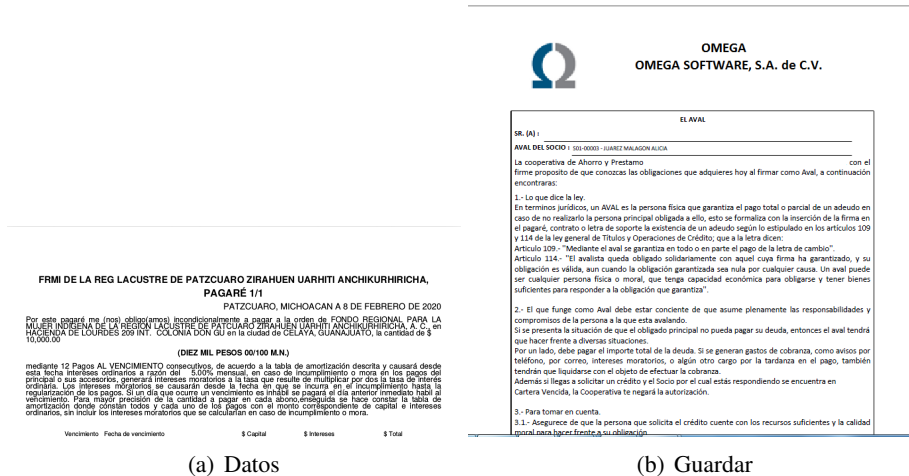 FRMI DE LA REG LACUSTRE DE PATZCUARO ZIRAHUEN UARHITI ANCHIKURHIRICHA,
PAGARÉ 1/1
PATZCUARO, MICHOACAN A 8 DE FEBRERO DE 2020
Por este pagaré me (nos) obligo(amos) incondicionalmente a pagar a la orden de FONDO REGIONAL PARA LA
MUJER INDIGENA DE LA REGION LACUSTRE DE PATCUARO ZIRAHUEN UARHITI ANCHIKURHIRICHA, A. C., en
HACIENDA DE LOURDES 209 INT. COLONIA DON GU en la ciudad de CELAYA, GUANAJUATO, la cantidad de $
10,000.00
(DIEZ MIL PESOS 00/100 M.N.)
mediante 12 Pagos AL VENCIMIENTO consecutivos, de acuerdo a la tabla de amortización descrita y causará desde
esta fecha intereses ordinarios a razón del 5.00% mensual, en caso de incumplimiento o mora en los pagos del
principal o sus accesorios, generará intereses moratorios a la tasa que resulte de multiplicar por dos la tasa de interés
ordinaria. Los intereses moratorios se causarán desde la fecha en que se incurra en el incumplimiento hasta la
regularización de los pagos. Si un día que ocurre un vencimiento es inhábil se pagará el día anterior inmediato hábil al
vencimiento. Para mayor precisión de la cantidad a pagar en cada abono,enseguida se hace constar la tabla de
amortización donde constan todos y cada uno de los pagos con el monto correspondiente de capital e intereses
ordinarios, sin incluir los intereses moratorios que se calcularían en caso de incumplimiento o mora.
Vencimiento Fecha de vencimiento $ Capital $ Intereses $ Total
(a) Datos
OMEGA
OMEGA SOFTWARE, S.A. de C.V.
EL AVAL
SR. (A) :
AVAL DEL SOCIO : S01-00003 - JUAREZ MALAGON ALICIA
La cooperativa de Ahorro y Prestamo con el
firme proposito de que conozcas las obligaciones que adquieres hoy al firmar como Aval, a continuación
encontraras:
1.- Lo que dice la ley.
En terminos jurídicos, un AVAL es la persona física que garantiza el pago total o parcial de un adeudo en
caso de no realizarlo la persona principal obligada a ello, esto se formaliza con la inserción de la firma en
el pagaré, contrato o letra de soporte la existencia de un adeudo según lo estipulado en los artículos 109
y 114 de la ley general de Títulos y Operaciones de Crédito; que a la letra dicen:
Artículo 109.- "Mediante el aval se garantiza en todo o en parte el pago de la letra de cambio".
Articulo 114.- "El avalista queda obligado solidariamente con aquel cuya firma ha garantizado, y su
obligación es válida, aun cuando la obligación garantizada sea nula por cualquier causa. Un aval puede
ser cualquier persona física o moral, que tenga capacidad económica para obligarse y tener bienes
suficientes para responder a la obligación que garantiza".
2.- El que funge como Aval debe estar conciente de que asume plenamente las responsabilidades y
compromisos de la persona a la que esta avalando.
Si se presenta la situación de que el obligado principal no pueda pagar su deuda, entonces el aval tendrá
que hacer frente a diversas situaciones.
Por un lado, debe pagar el importe total de la deuda. Si se generan gastos de cobranza, como avisos por
teléfono, por correo, intereses moratorios, o algún otro cargo por la tardanza en el pago, también
tendrán que liquidarse con el objeto de efectuar la cobranza.
Además si llegas a solicitar un crédito y el Socio por el cual estás respondiendo se encuentra en
Cartera Vencida, la Cooperativa te negará la autorización.
3.- Para tomar en cuenta.
3.1.- Asegurece de que la persona que solicita el crédito cuente con los recursos suficientes y la calidad
moral para hacer frente a su obligación
(b) Guardar